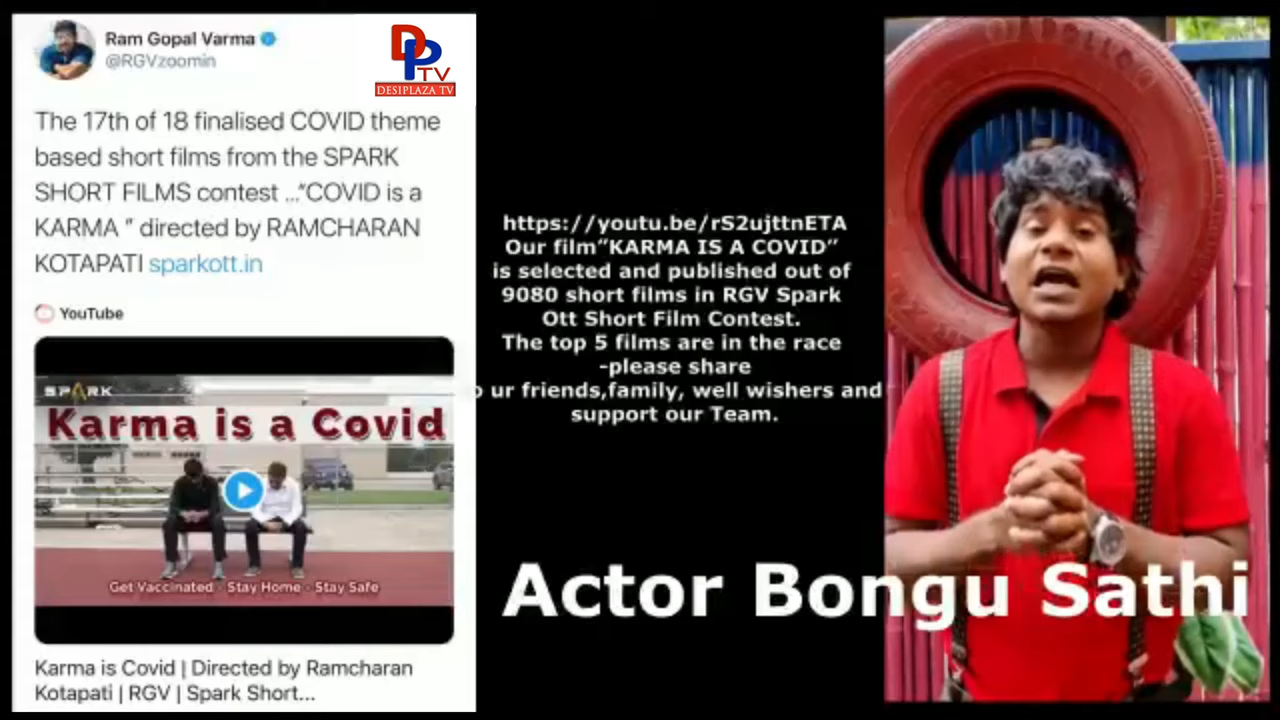 Ram Gopal Varma
@RGVzoomin
DPTV
DESIPLAZA TV
The 17th of 18 finalised COVID theme
based short films from the SPARK
SHORT FILMS contest ..."COVID is a
KARMA " directed by RAMCHARAN
KOTAPATI sparkott.in
YouTube
SPARK
Karma is a Covid
Get Vaccinated - Stay Home - Stay Safe
Karma is Covid | Directed by Ramcharan
Kotapati | RGV | Spark Short...
https://youtu.be/rS2ujttnETA
Our film"KARMA IS A COVID"
is selected and published out of
9080 short films in RGV Spark
Ott Short Film Contest.
The top 5 films are in the race
-please share
o ur friends,family, well wishers and
support our Team.
Actor Bongu Sathi